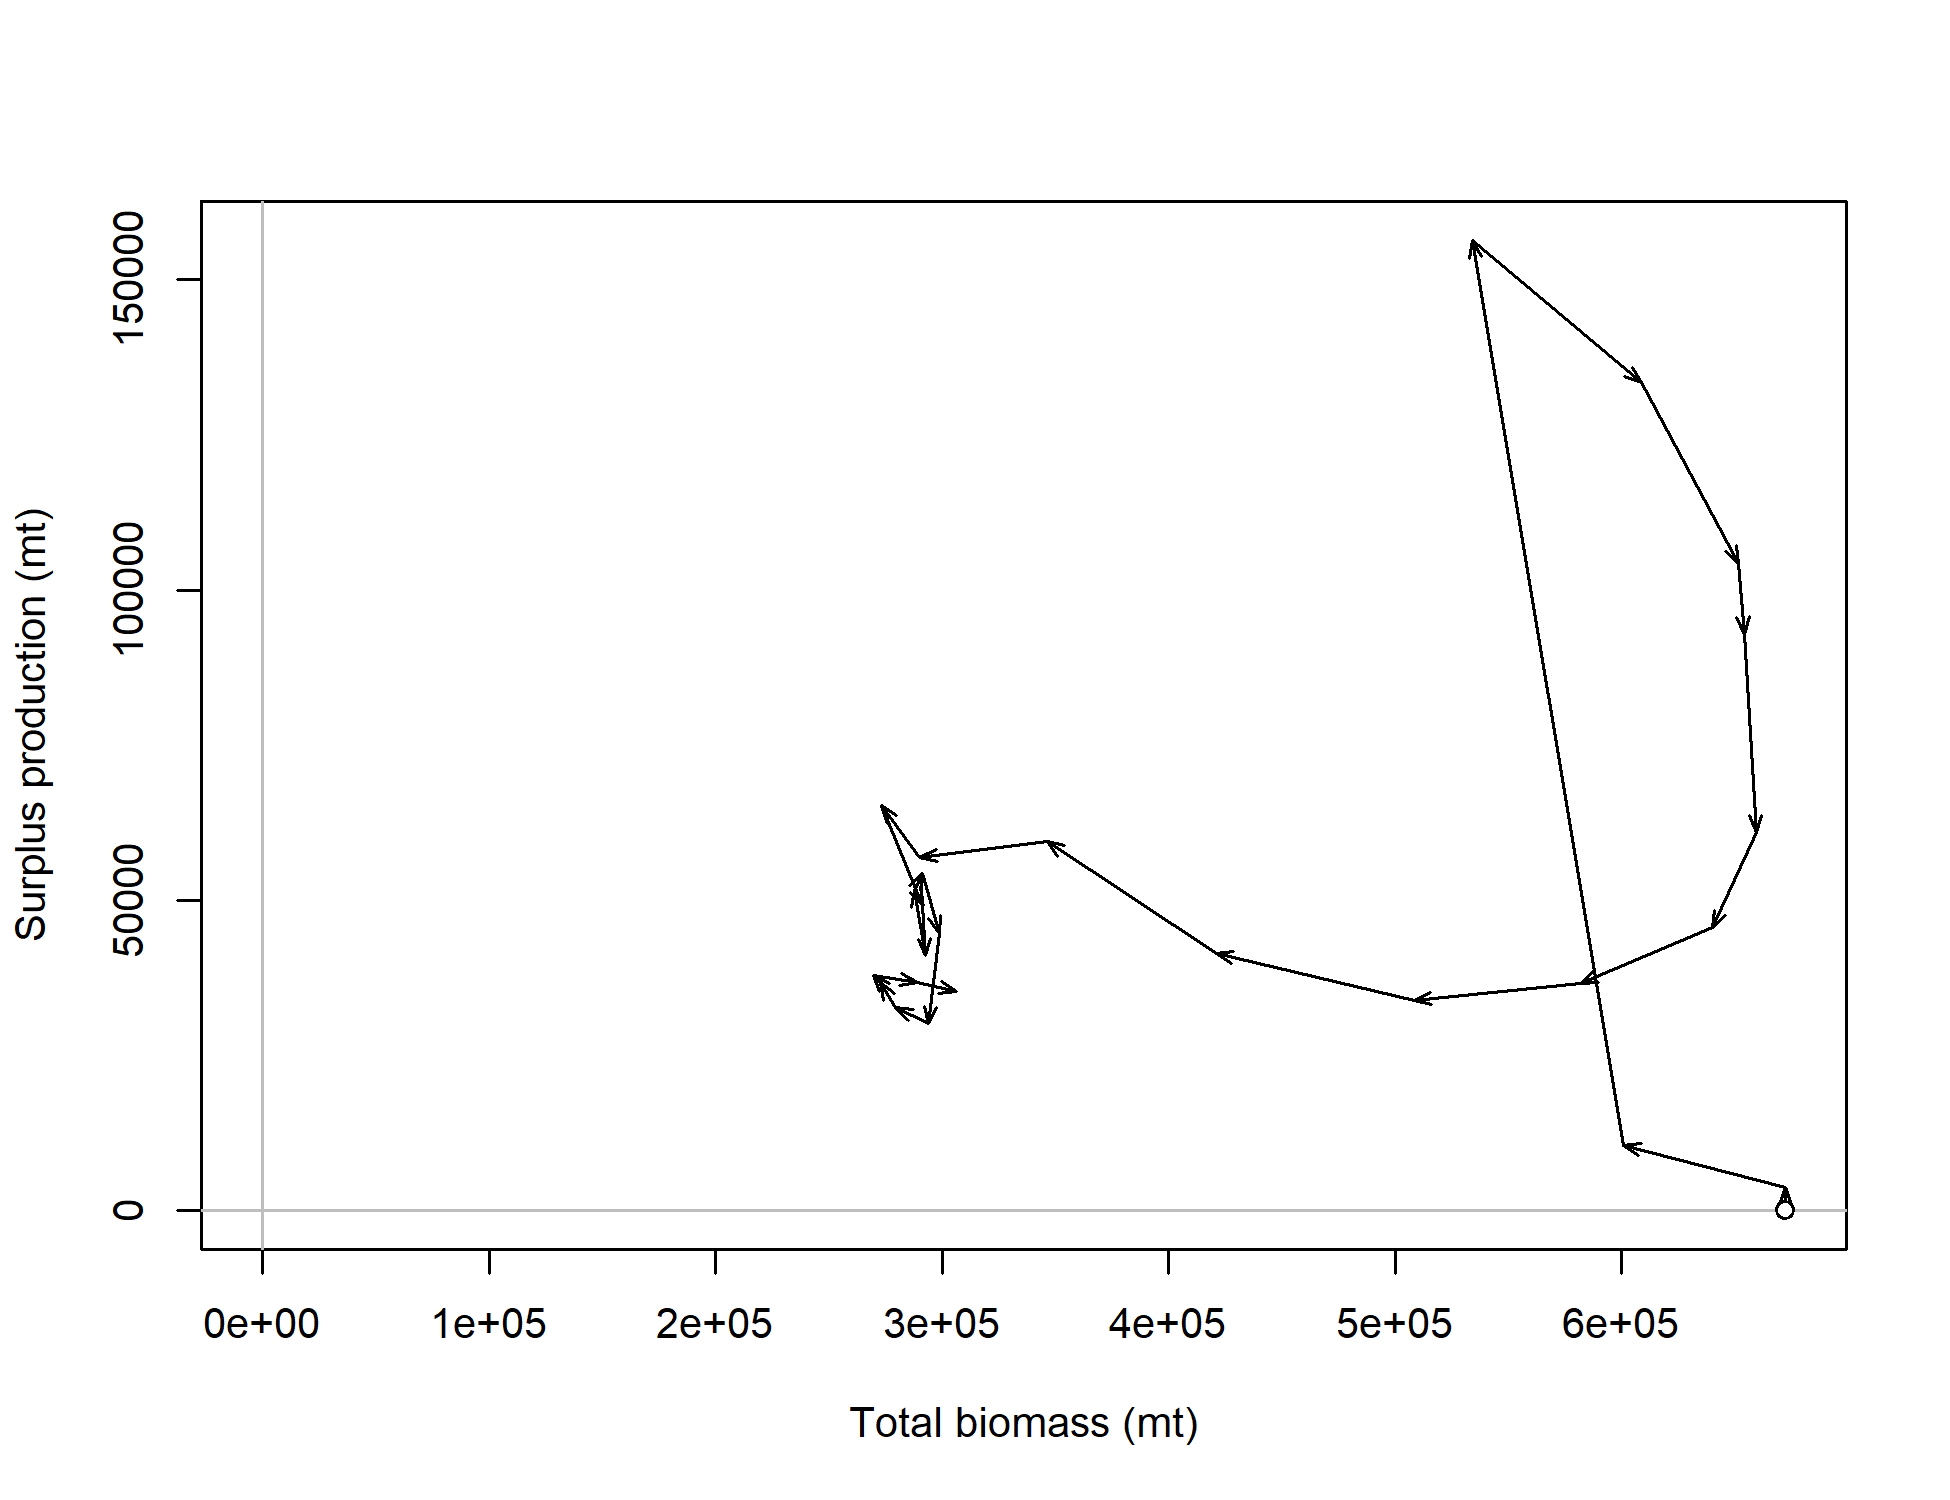 150000
100000
50000
0
Surplus production (mt)
0e+00 1e+05 2e+05 3e+05 4e+05 5e+05 6e+05
Total biomass (mt)